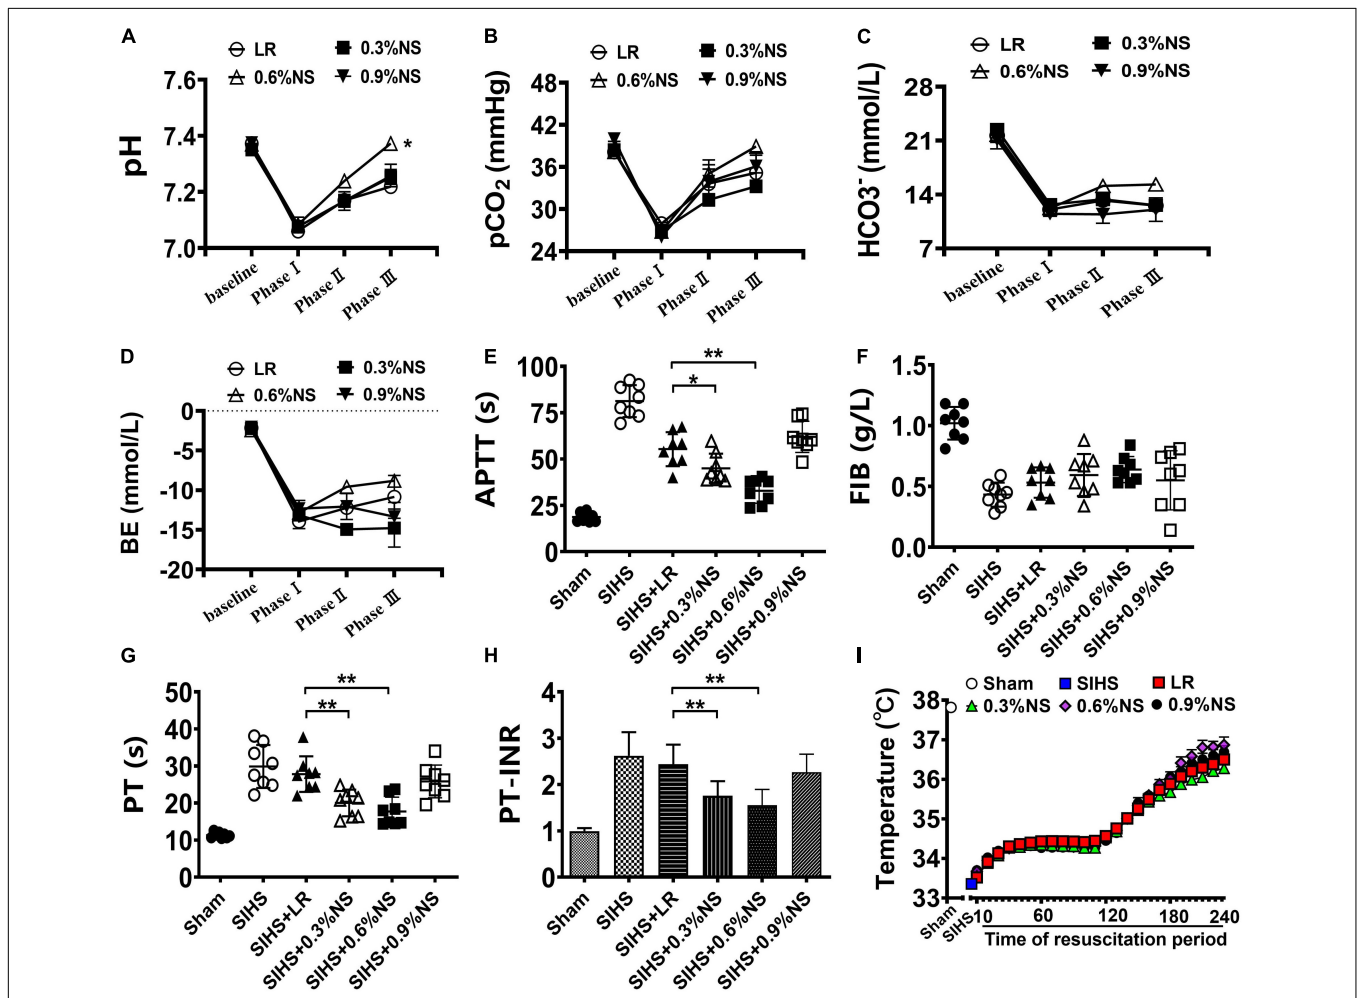 A
LR
0.3%NS
0.6%NS
0.9%NS
pH
7.6
7.4
7.2
7.0
*
baseline
Phase Ⅰ
Phase Ⅱ
Phase Ⅲ
B
LR
0.3%NS
0.6%NS
0.9%NS
pCO2 (mmHg)
48
42
36
30
24
baseline
Phase Ⅰ
Phase Ⅱ
Phase Ⅲ
C
LR
0.3%NS
0.6%NS
0.9%NS
HCO3- (mmol/L)
28
21
14
7
baseline
Phase Ⅰ
Phase Ⅱ
Phase Ⅲ
D
LR
0.3%NS
0.6%NS
0.9%NS
BE (mmol/L)
0
-5
-10
-15
-20
baseline
Phase Ⅰ
Phase Ⅱ
Phase Ⅲ
E
APTT (s)
100
75
50
25
0
**
*
Sham
SIHS
SIHS+LR
SIHS+0.3%NS
SIHS+0.6%NS
SIHS+0.9%NS
F
FIB (g/L)
1.5
1.0
0.5
0.0
Sham
SIHS
SIHS+LR
SIHS+0.3%NS
SIHS+0.6%NS
SIHS+0.9%NS
G
PT (s)
50
40
30
20
10
0
**
**
Sham
SIHS
SIHS+LR
SIHS+0.3%NS
SIHS+0.6%NS
SIHS+0.9%NS
H
PT-INR
4
3
2
1
0
**
**
Sham
SIHS
SIHS+LR
SIHS+0.3%NS
SIHS+0.6%NS
SIHS+0.9%NS
I
Sham
SIHS
LR
0.3%NS
0.6%NS
0.9%NS
Temperature (°C)
38
37
36
35
34
33
Sham
SIHS
10
60
120
180
240
Time of resuscitation period